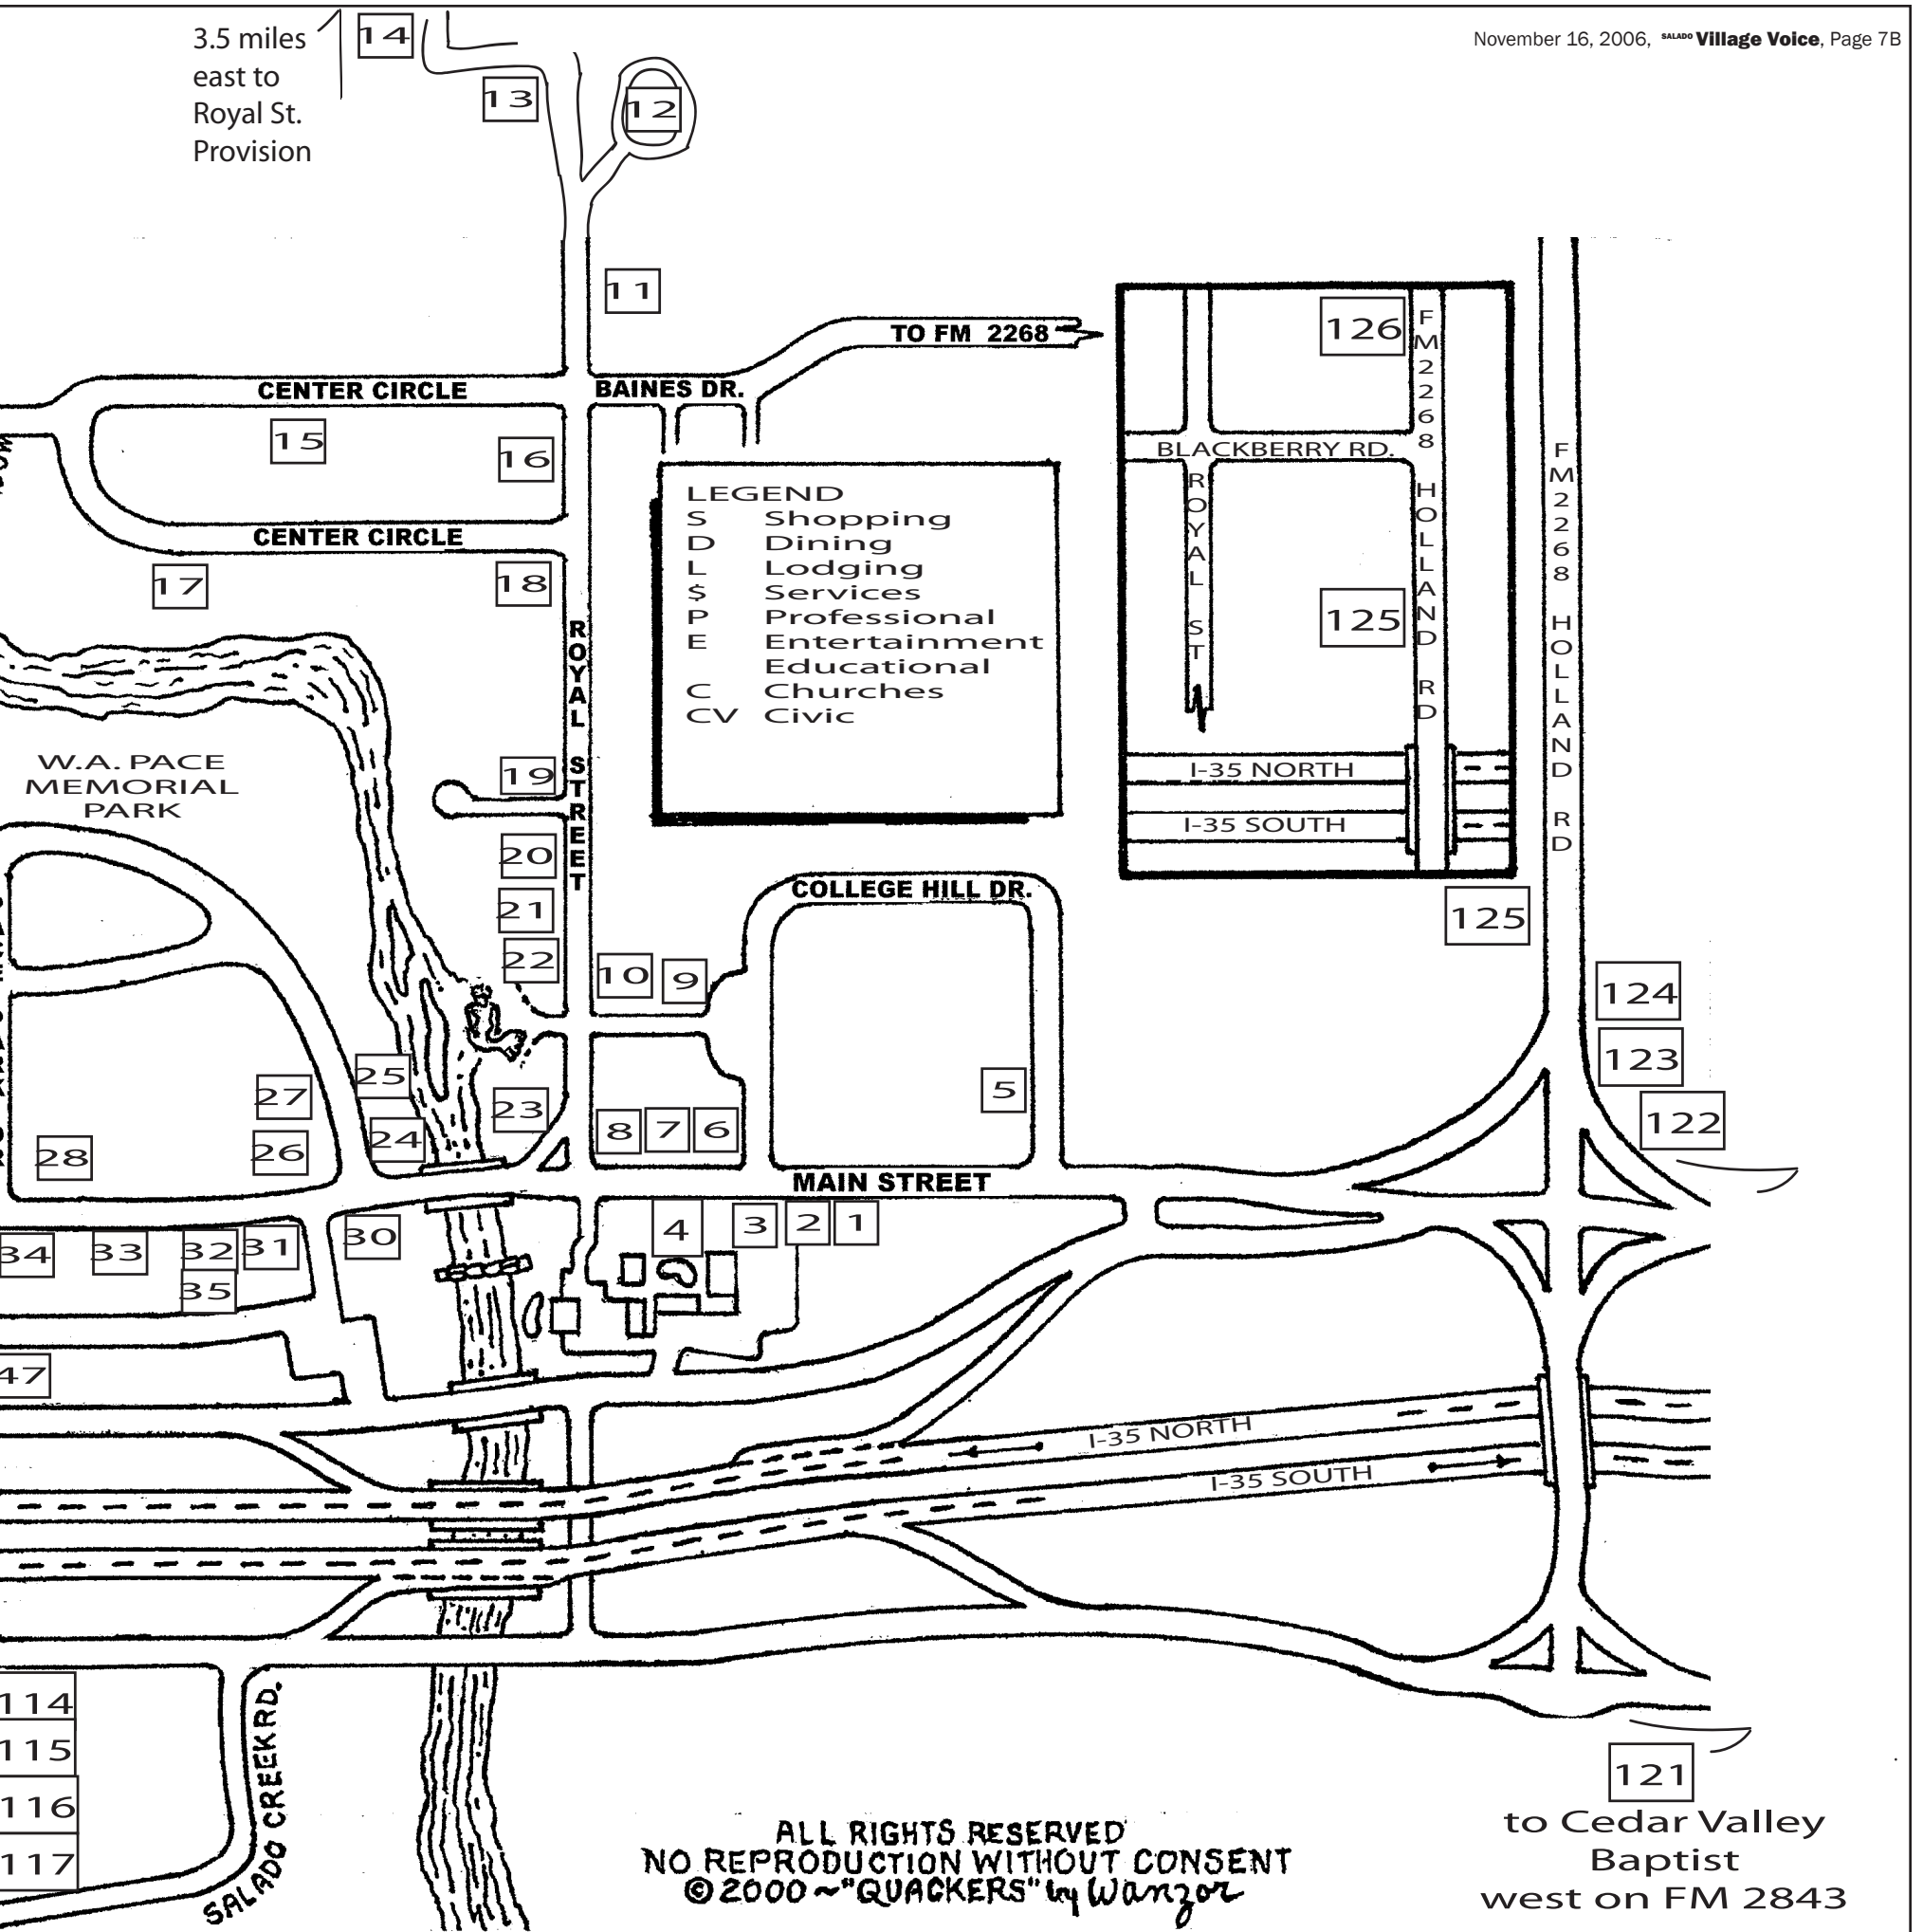 November 16, 2006, SALADO Village Voice, Page 7B
3.5 miles
east to
Royal St.
Provision
14
13
12
11
TO FM 2268
CENTER CIRCLE
BAINES DR.
15
16
CENTER CIRCLE
17
18
LEGEND
S Shopping
D Dining
L Lodging
$ Services
P Professional
E Entertainment
Educational
C Churches
CV Civic
ROYAL STREET
126
FM2268 HOLLAND RD
BLACKBERRY RD.
ROYAL ST
125
I-35 NORTH
I-35 SOUTH
FM2268 HOLLAND RD
W.A. PACE
MEMORIAL
PARK
19
20
21
22
10
9
COLLEGE HILL DR.
125
124
123
122
25
27
24
26
28
23
8
7
6
5
MAIN STREET
34
33
32
31
35
30
4
3
2
1
47
I-35 NORTH
I-35 SOUTH
114
115
116
117
SALADO CREEK RD.
121
to Cedar Valley
Baptist
west on FM 2843
ALL RIGHTS RESERVED
NO REPRODUCTION WITHOUT CONSENT
©2000 ~ "QUACKERS" by Wanzor